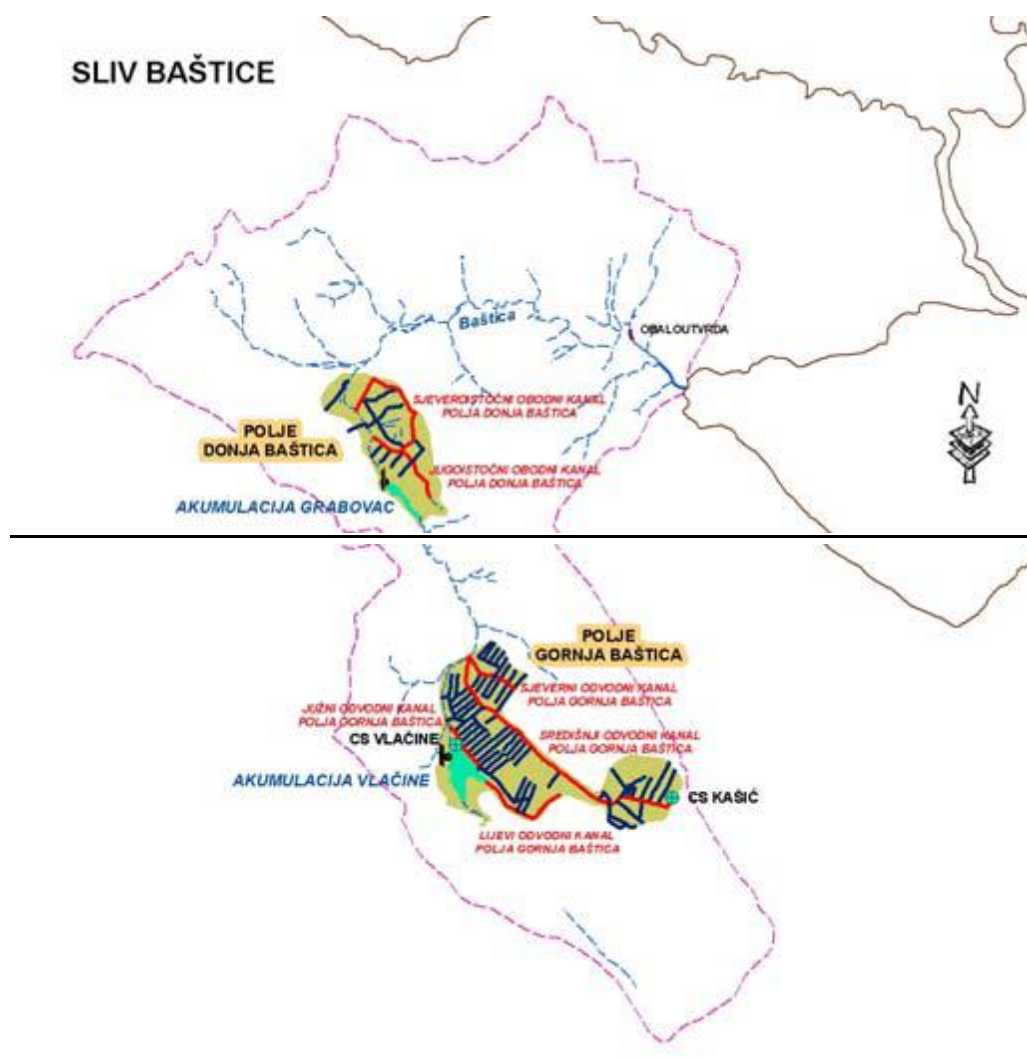 SLIV BAŠTICE
Baštica
OBALOUTVRDA
SJEVEROISTOČNI OBODNI KANAL
POLJA DONJA BAŠTICA
POLJE
DONJA BAŠTICA
JUGOISTOČNI OBODNI KANAL
POLJA DONJA BAŠTICA
AKUMULACIJA GRABOVAC
N
POLJE
GORNJA BAŠTICA
SJEVERNI ODVODNI KANAL
POLJA GORNJA BAŠTICA
JUŽNI ODVODNI KANAL
POLJA GORNJA BAŠTICA
CS VLAČINE
SREDIŠNJI ODVODNI KANAL
POLJA GORNJA BAŠTICA
AKUMULACIJA VLAČINE
CS KAŠIĆ
LIJEVI ODVODNI KANAL
POLJA GORNJA BAŠTICA